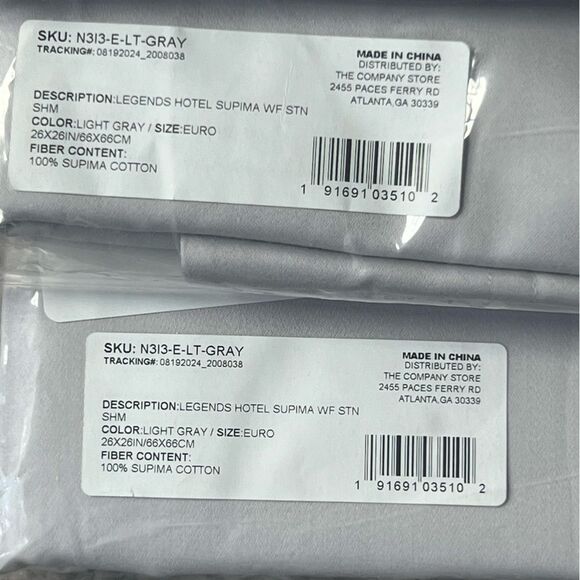 SKU: N3I3-E-LT-GRAY
TRACKING#: 08192024_2008038
MADE IN CHINA
DISTRIBUTED BY:
THE COMPANY STORE
2455 PACES FERRY RD
ATLANTA,GA 30339
DESCRIPTION:LEGENDS HOTEL SUPIMA WF STN
SHM
COLOR:LIGHT GRAY / SIZE:EURO
26X26IN/66X66CM
FIBER CONTENT:
100% SUPIMA COTTON
1 91691 03510 2
SKU: N3I3-E-LT-GRAY
TRACKING#: 08192024_2008038
MADE IN CHINA
DISTRIBUTED BY:
THE COMPANY STORE
2455 PACES FERRY RD
ATLANTA,GA 30339
DESCRIPTION:LEGENDS HOTEL SUPIMA WF STN
SHM
COLOR:LIGHT GRAY / SIZE:EURO
26X26IN/66X66CM
FIBER CONTENT:
100% SUPIMA COTTON
1 91691 03510 2